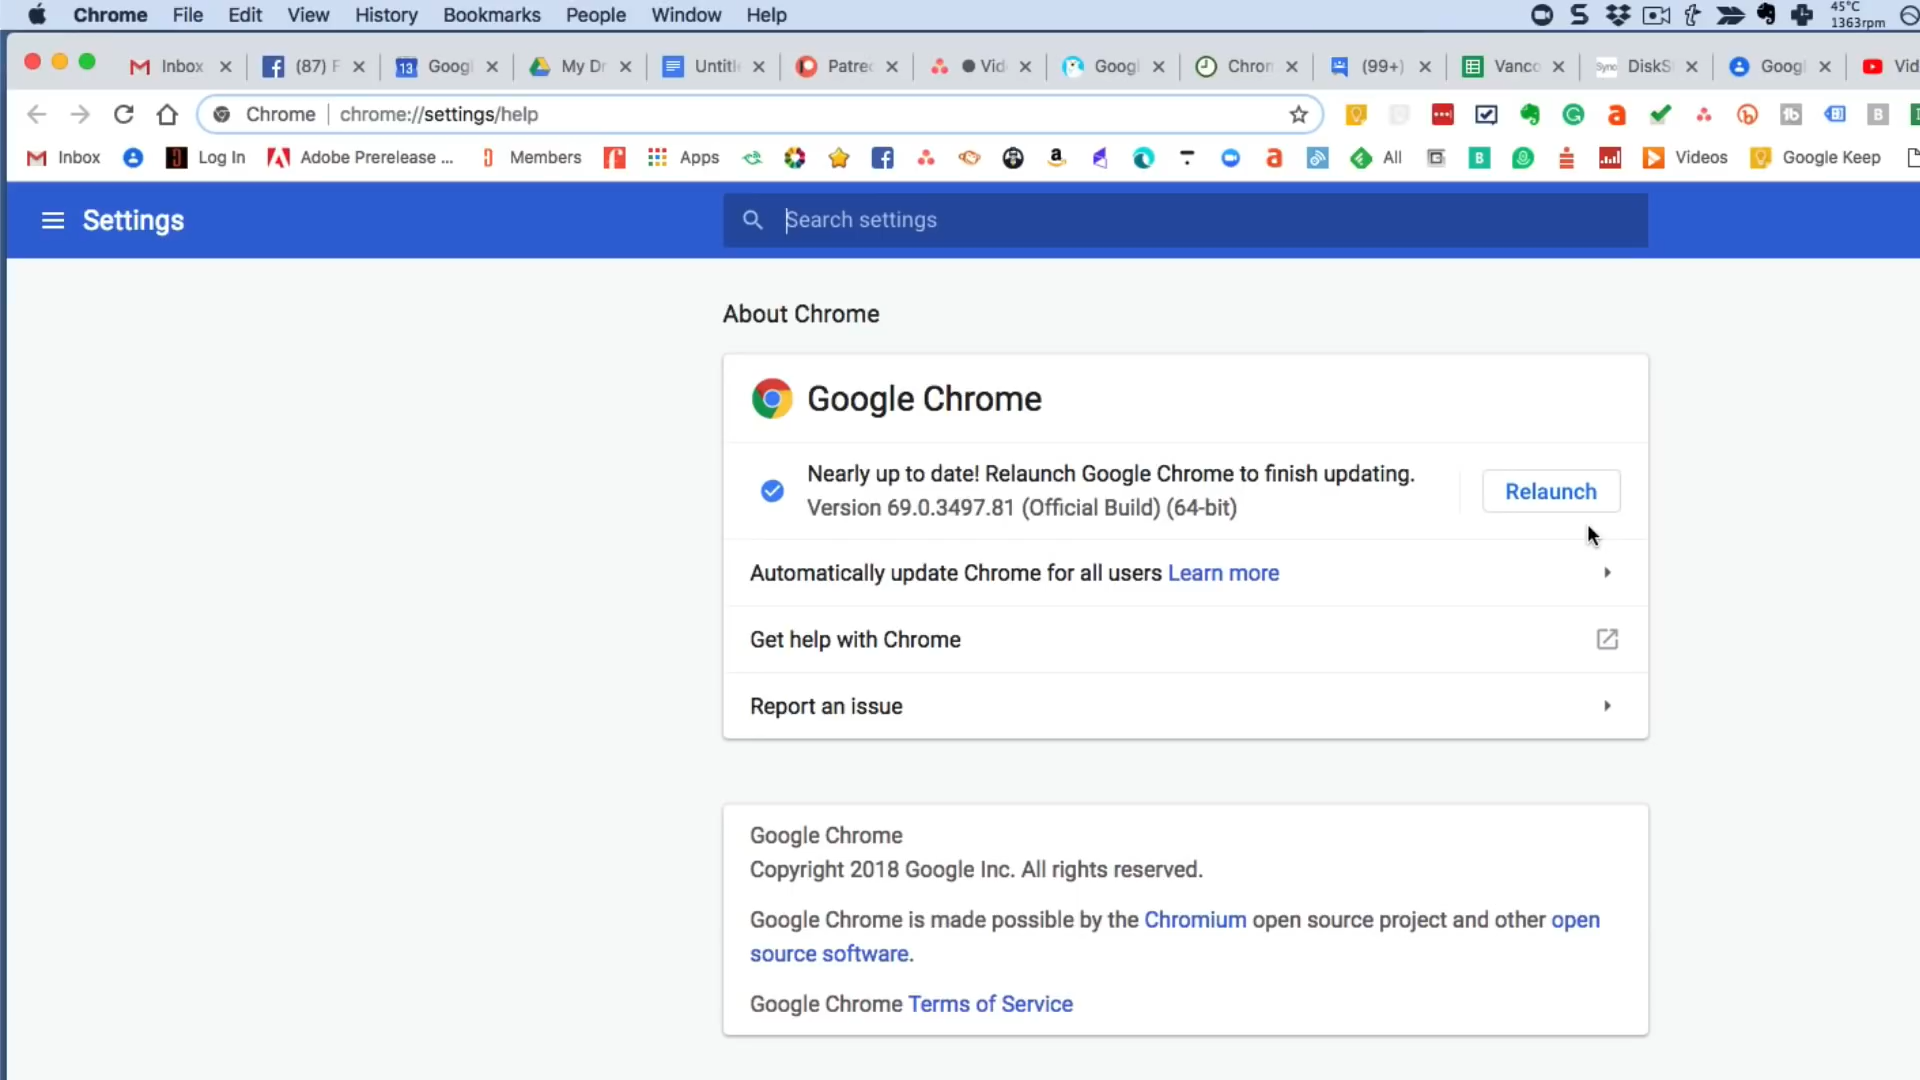 Chrome File Edit View History Bookmarks People Window Help 45°C
1363rpm
Inbox (87) F 13 Googl My Dr Untitl Patre Vid Googl Chron (99+) Vanco Syno DiskS Googl Vid
Chrome chrome://settings/help
Inbox Log In Adobe Prerelease ... Members Apps All Videos Google Keep
Settings Search settings
About Chrome
Google Chrome
Nearly up to date! Relaunch Google Chrome to finish updating.
Version 69.0.3497.81 (Official Build) (64-bit)
Relaunch
Automatically update Chrome for all users Learn more
Get help with Chrome
Report an issue
Google Chrome
Copyright 2018 Google Inc. All rights reserved.
Google Chrome is made possible by the Chromium open source project and other open
source software.
Google Chrome Terms of Service